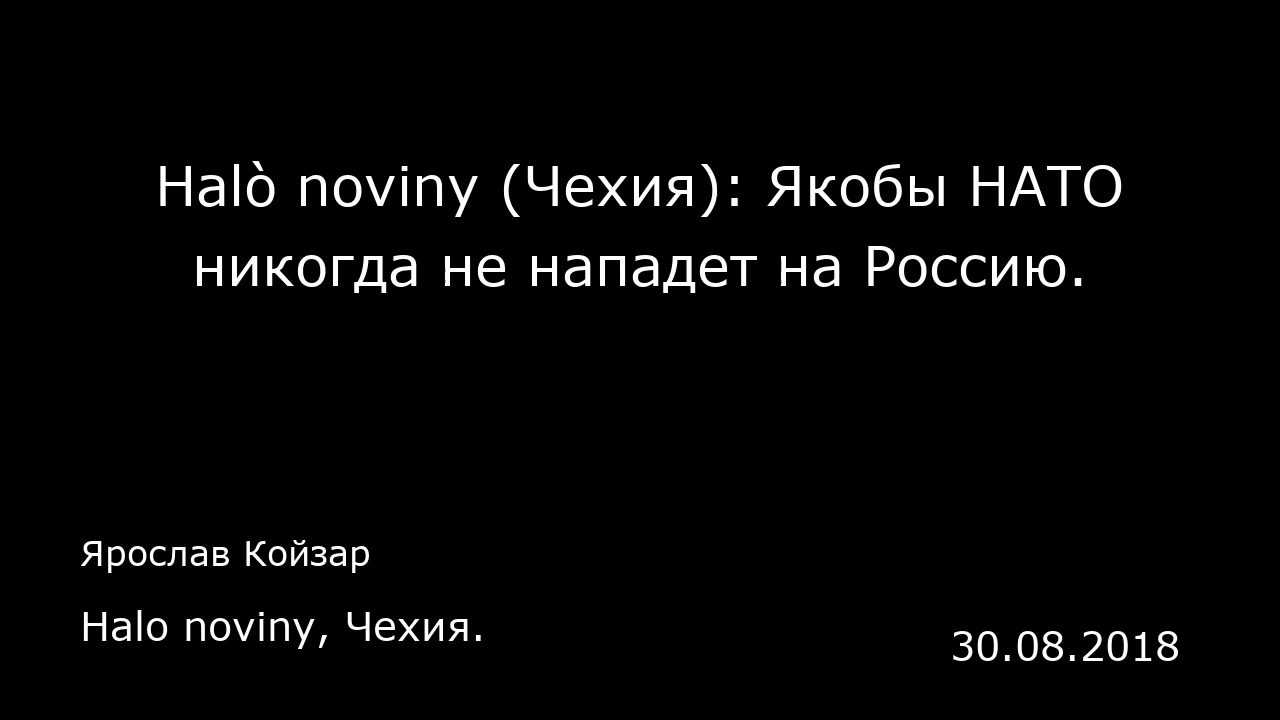 Halò noviny (Чехия): Якобы НАТО
никогда не нападет на Россию.
Ярослав Койзар
Halo noviny, Чехия.
30.08.2018